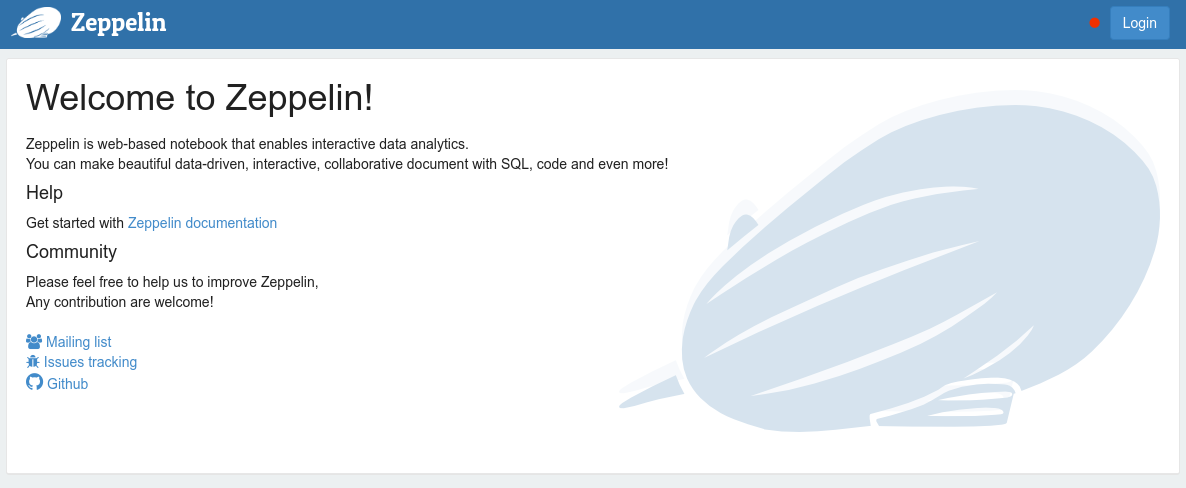 Zeppelin
Login
Welcome to Zeppelin!
Zeppelin is web-based notebook that enables interactive data analytics.
You can make beautiful data-driven, interactive, collaborative document with SQL, code and even more!
Help
Get started with Zeppelin documentation
Community
Please feel free to help us to improve Zeppelin,
Any contribution are welcome!
Mailing list
Issues tracking
Github